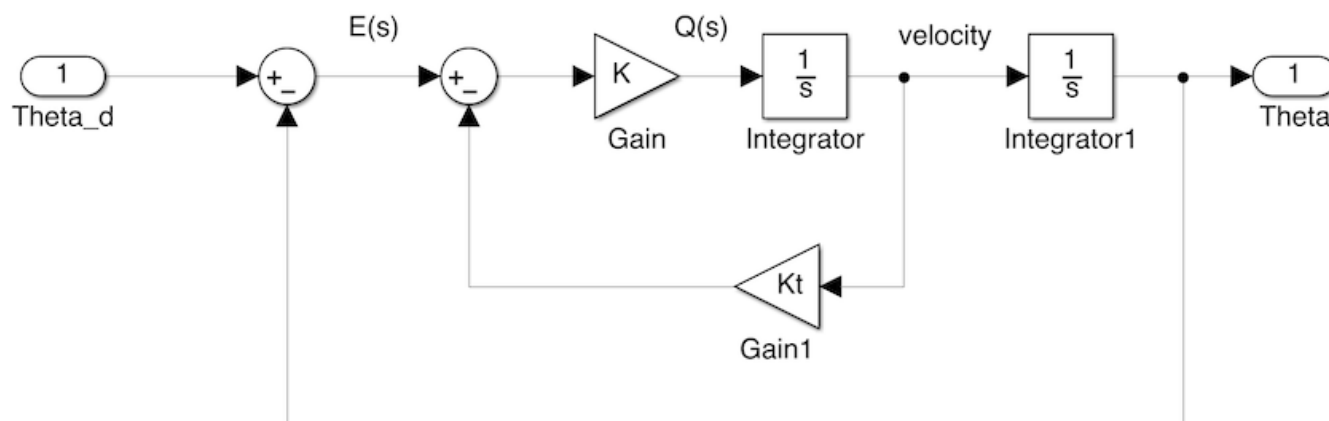 E(s)
Q(s)
velocity
1
+
−
+
−
K
1
s
1
s
1
Theta_d
Gain
Integrator
Integrator1
Theta
Kt
Gain1